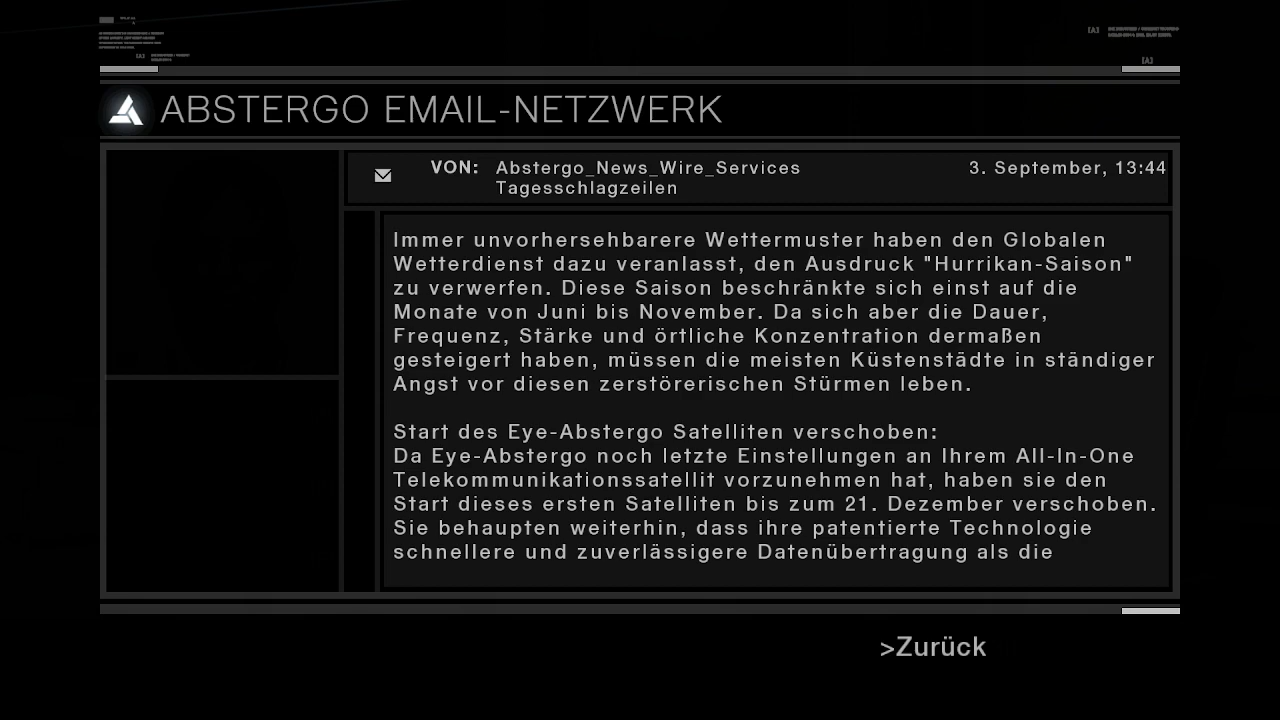 ABSTERGO EMAIL-NETZWERK
VON: Abstergo_News_Wire_Services 3. September, 13:44
Tagesschlagzeilen
Immer unvorhersehbarere Wettermuster haben den Globalen
Wetterdienst dazu veranlasst, den Ausdruck "Hurrikan-Saison"
zu verwerfen. Diese Saison beschränkte sich einst auf die
Monate von Juni bis November. Da sich aber die Dauer,
Frequenz, Stärke und örtliche Konzentration dermaßen
gesteigert haben, müssen die meisten Küstenstädte in ständiger
Angst vor diesen zerstörerischen Stürmen leben.
Start des Eye-Abstergo Satelliten verschoben:
Da Eye-Abstergo noch letzte Einstellungen an Ihrem All-In-One
Telekommunikationssatellit vorzunehmen hat, haben sie den
Start dieses ersten Satelliten bis zum 21. Dezember verschoben.
Sie behaupten weiterhin, dass ihre patentierte Technologie
schnellere und zuverlässigere Datenübertragung als die
>Zurück